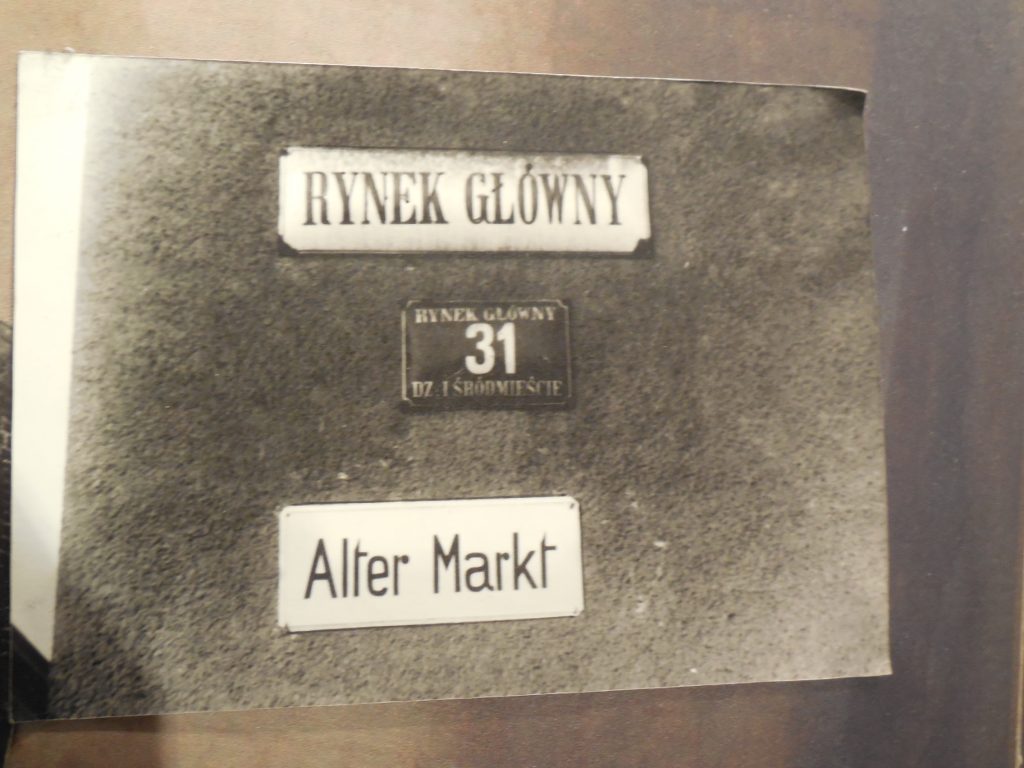 RYNEK GŁÓWNY
RYNEK GŁÓWNY
31
DZ. I ŚRÓDMIEŚCIE
Alter Markt